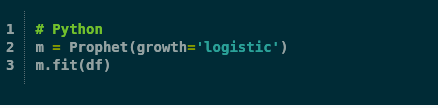 1 # Python
2 m = Prophet(growth='logistic')
3 m.fit(df)